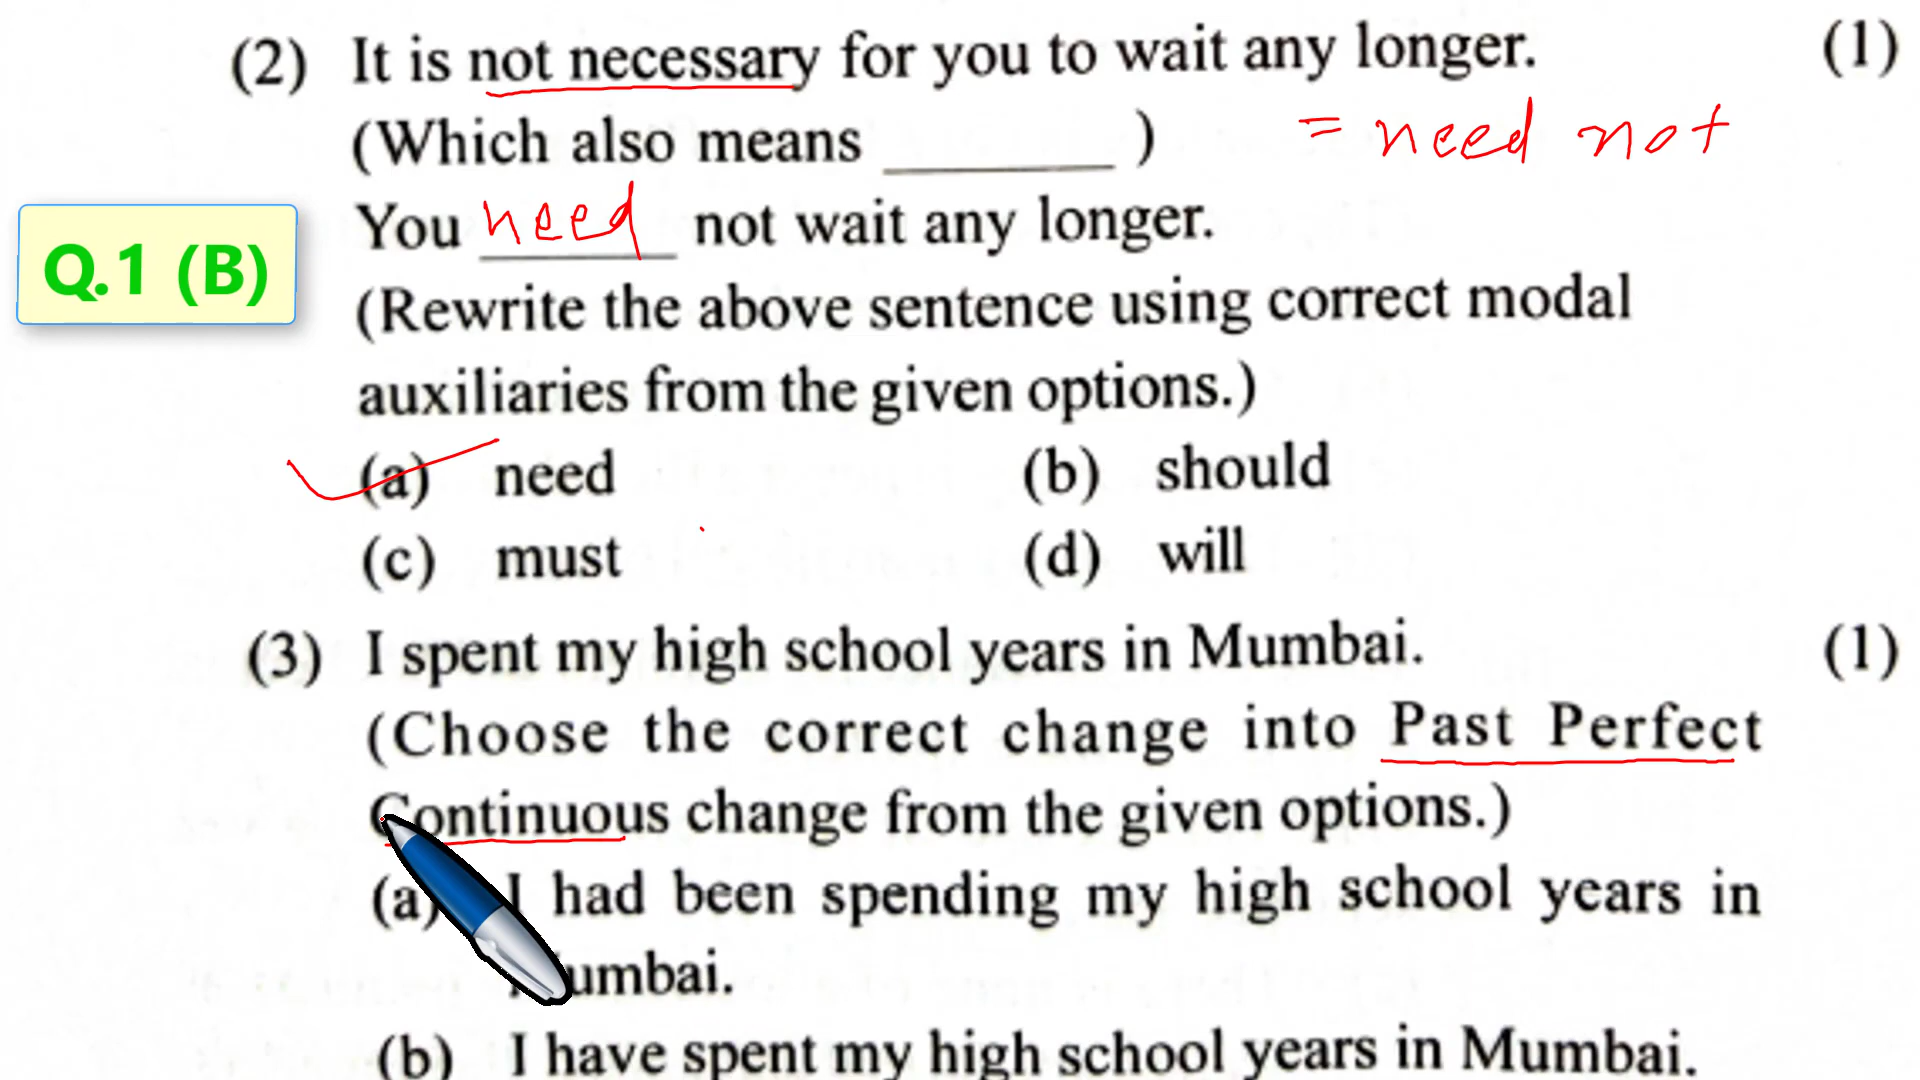 (2) It is not necessary for you to wait any longer. (1)
(Which also means ________ ) = need not
You need not wait any longer.
Q.1 (B)
(Rewrite the above sentence using correct modal
auxiliaries from the given options.)
(a) need (b) should
(c) must (d) will
(3) I spent my high school years in Mumbai. (1)
(Choose the correct change into Past Perfect
Continuous change from the given options.)
(a) I had been spending my high school years in
umbai.
(b) I have spent my high school years in Mumbai.